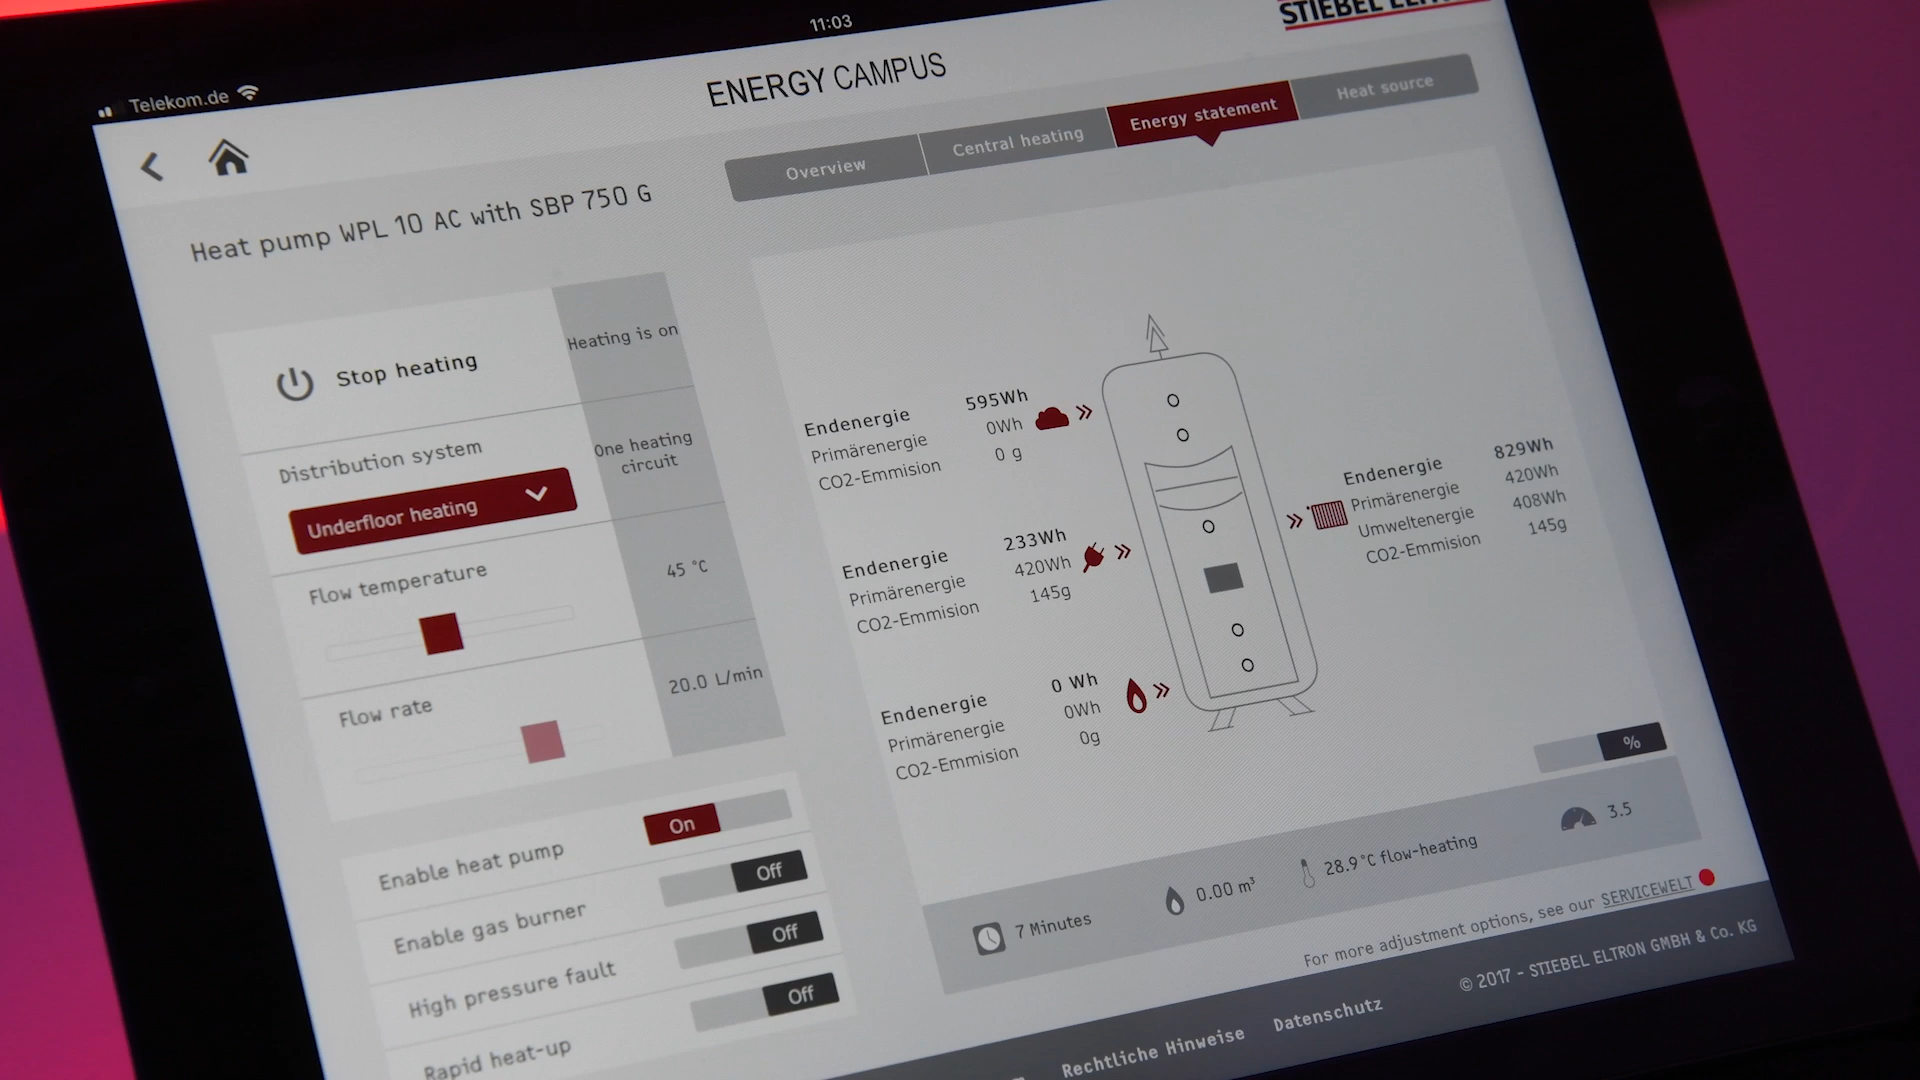 11:03
Telekom.de
STIEBEL ELTRON
ENERGY CAMPUS
Heat pump WPL 10 AC with SBP 750 G
Overview
Central heating
Energy statement
Heat source
Stop heating
Heating is on
Distribution system
Underfloor heating
One heating
circuit
Flow temperature
45 °C
Flow rate
20.0 L/min
Enable heat pump
On
Enable gas burner
Off
High pressure fault
Off
Rapid heat-up
Off
Endenergie 595Wh
Primärenergie 0Wh
CO2-Emmision 0 g
Endenergie 233Wh
Primärenergie 420Wh
CO2-Emmision 145g
Endenergie 0 Wh
Primärenergie 0Wh
CO2-Emmision 0g
Endenergie 829Wh
Primärenergie 420Wh
Umweltenergie 408Wh
CO2-Emmision 145g
%
7 Minutes
0.00 m³
28.9°C flow-heating
3.5
For more adjustment options, see our SERVICEWELT
Rechtliche Hinweise
Datenschutz
© 2017 - STIEBEL ELTRON GMBH & Co. KG